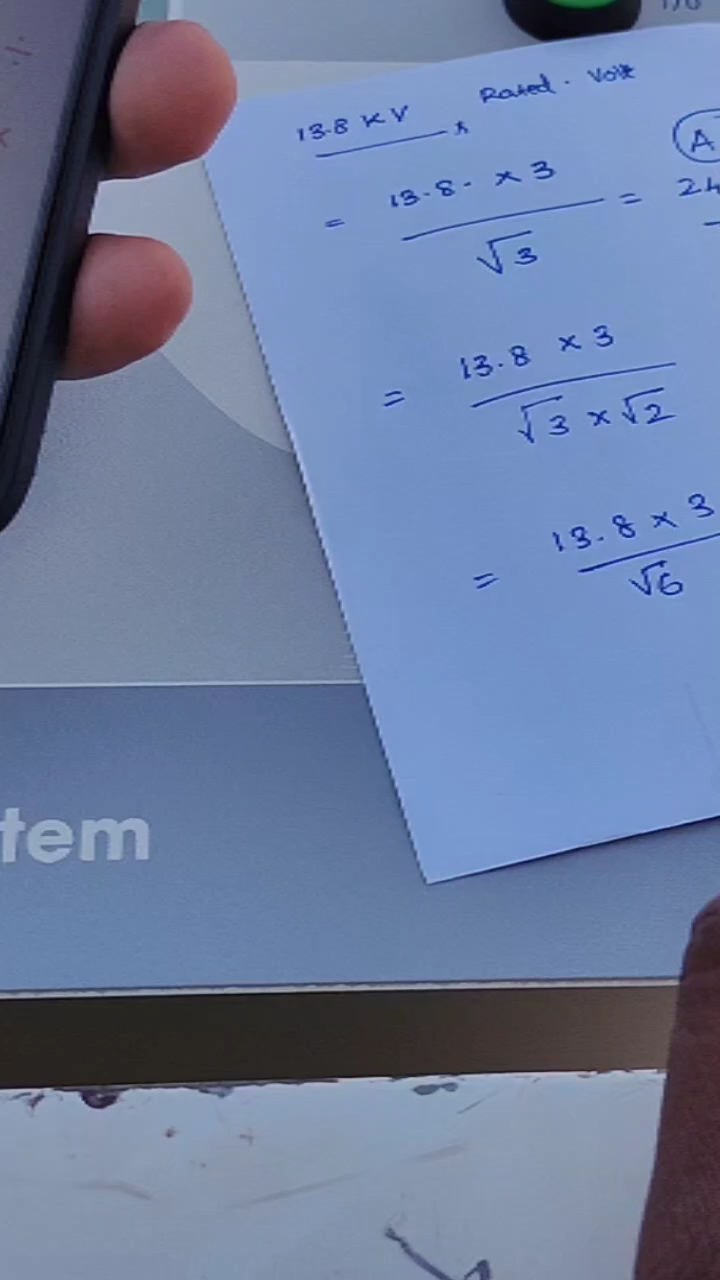 13.8 KV Rated. Volt
= 13.8 × 3 / √3 = 24
A
= 13.8 × 3 / √3 × √2
= 13.8 × 3 / √6
tem